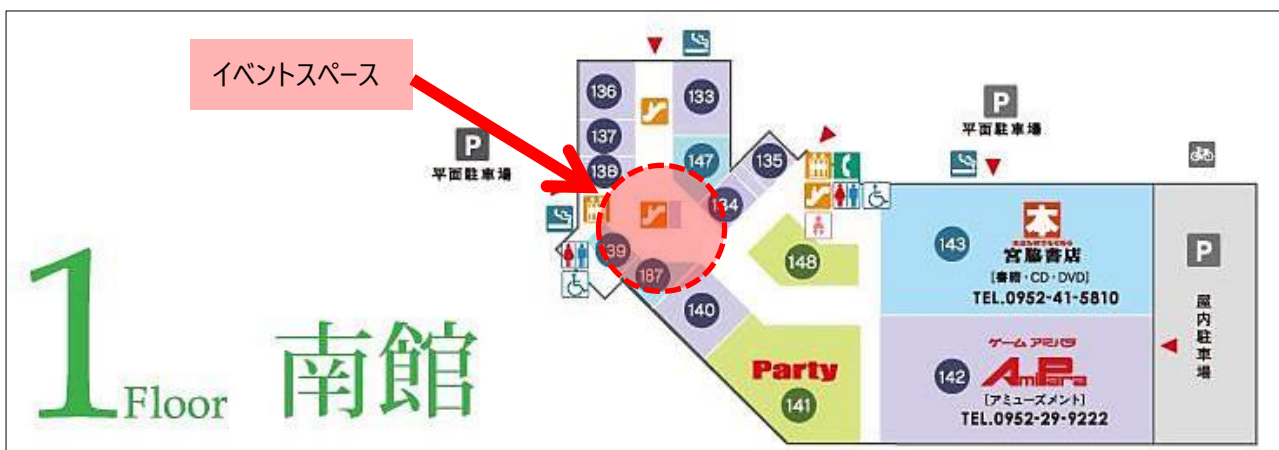 イベントスペース
136
133
P
平面駐車場
137
P
平面駐車場
138
147
135
134
139
187
148
140
143
本
宮脇書店
[書籍・CD・DVD]
TEL.0952-41-5810
P
屋内駐車場
Party
141
142
ゲーム アミパラ
AmiPara
[アミューズメント]
TEL.0952-29-9222
1 Floor 南館